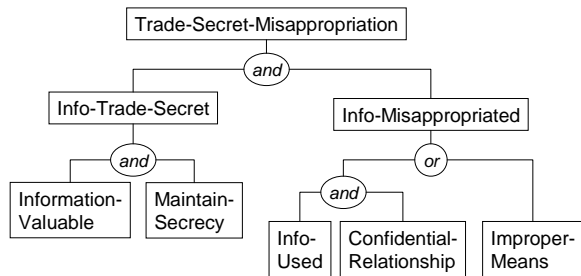 Trade-Secret-Misappropriation
and
Info-Trade-Secret
Info-Misappropriated
and
or
Information-
Valuable
Maintain-
Secrecy
and
Info-
Used
Confidential-
Relationship
Improper-
Means